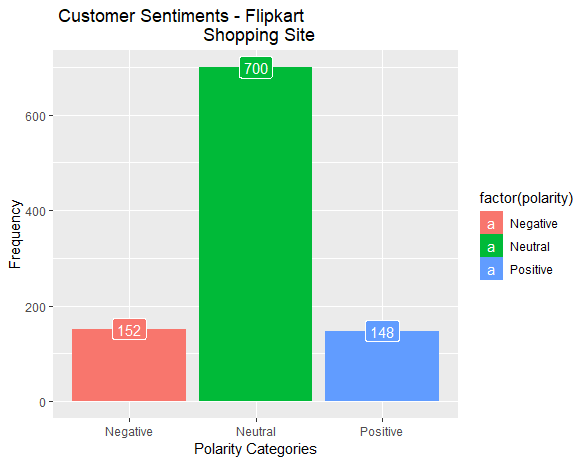 Customer Sentiments - Flipkart
Shopping Site
Frequency
600
400
200
0
152
700
148
Negative
Neutral
Positive
Polarity Categories
factor(polarity)
a Negative
a Neutral
a Positive